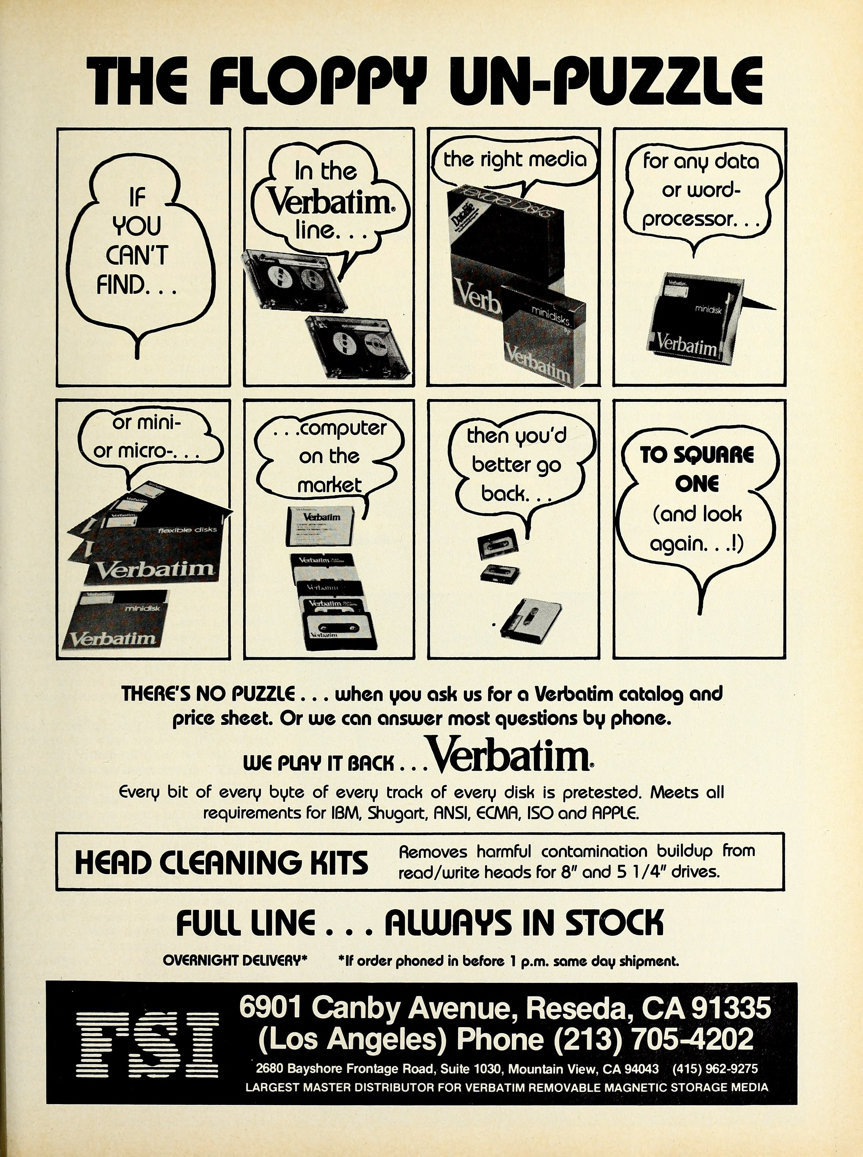 THE FLOPPY UN-PUZZLE
IF
YOU
CAN'T
FIND. . .
In the
Verbatim®
line. . .
the right media
Flexible Disks
Datalife
Verb
minidisks
Verbatim
for any data
or word-
processor. . .
Verbatim
minidisk
Verbatim
or mini-
or micro-. . .
flexible disks
Verbatim
minidisk
Verbatim
. . .computer
on the
market
Verbatim
Verbatim
Verbatim
Verbatim
Verbatim
then you'd
better go
back. . .
TO SQUARE
ONE
(and look
again. . .!)
THERE'S NO PUZZLE . . . when you ask us for a Verbatim catalog and
price sheet. Or we can answer most questions by phone.
WE PLAY IT BACK . . . Verbatim®
Every bit of every byte of every track of every disk is pretested. Meets all
requirements for IBM, Shugart, ANSI, ECMA, ISO and APPLE.
HEAD CLEANING KITS
Removes harmful contamination buildup from
read/write heads for 8" and 5 1/4" drives.
FULL LINE . . . ALWAYS IN STOCK
OVERNIGHT DELIVERY* *If order phoned in before 1 p.m. same day shipment.
FSI
6901 Canby Avenue, Reseda, CA 91335
(Los Angeles) Phone (213) 705-4202
2680 Bayshore Frontage Road, Suite 1030, Mountain View, CA 94043 (415) 962-9275
LARGEST MASTER DISTRIBUTOR FOR VERBATIM REMOVABLE MAGNETIC STORAGE MEDIA